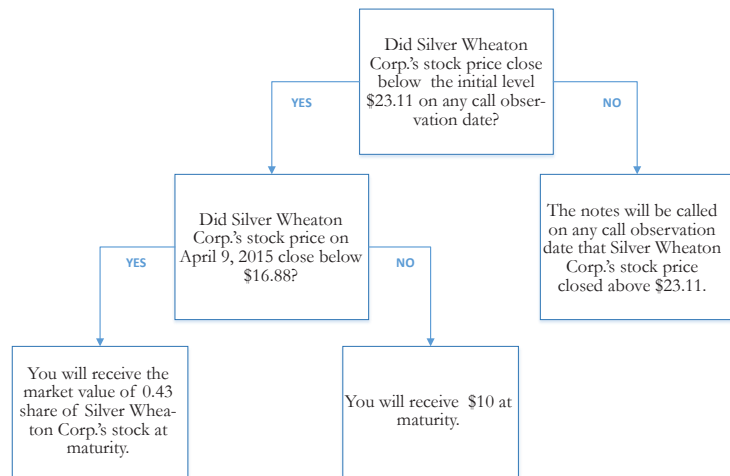 Did Silver Wheaton
Corp.'s stock price close
below the initial level
$23.11 on any call obser-
vation date?
YES
NO
Did Silver Wheaton
Corp.'s stock price on
April 9, 2015 close below
$16.88?
The notes will be called
on any call observation
date that Silver Wheaton
Corp.'s stock price
closed above $23.11.
YES
NO
You will receive the
market value of 0.43
share of Silver Whea-
ton Corp.'s stock at
maturity.
You will receive $10 at
maturity.